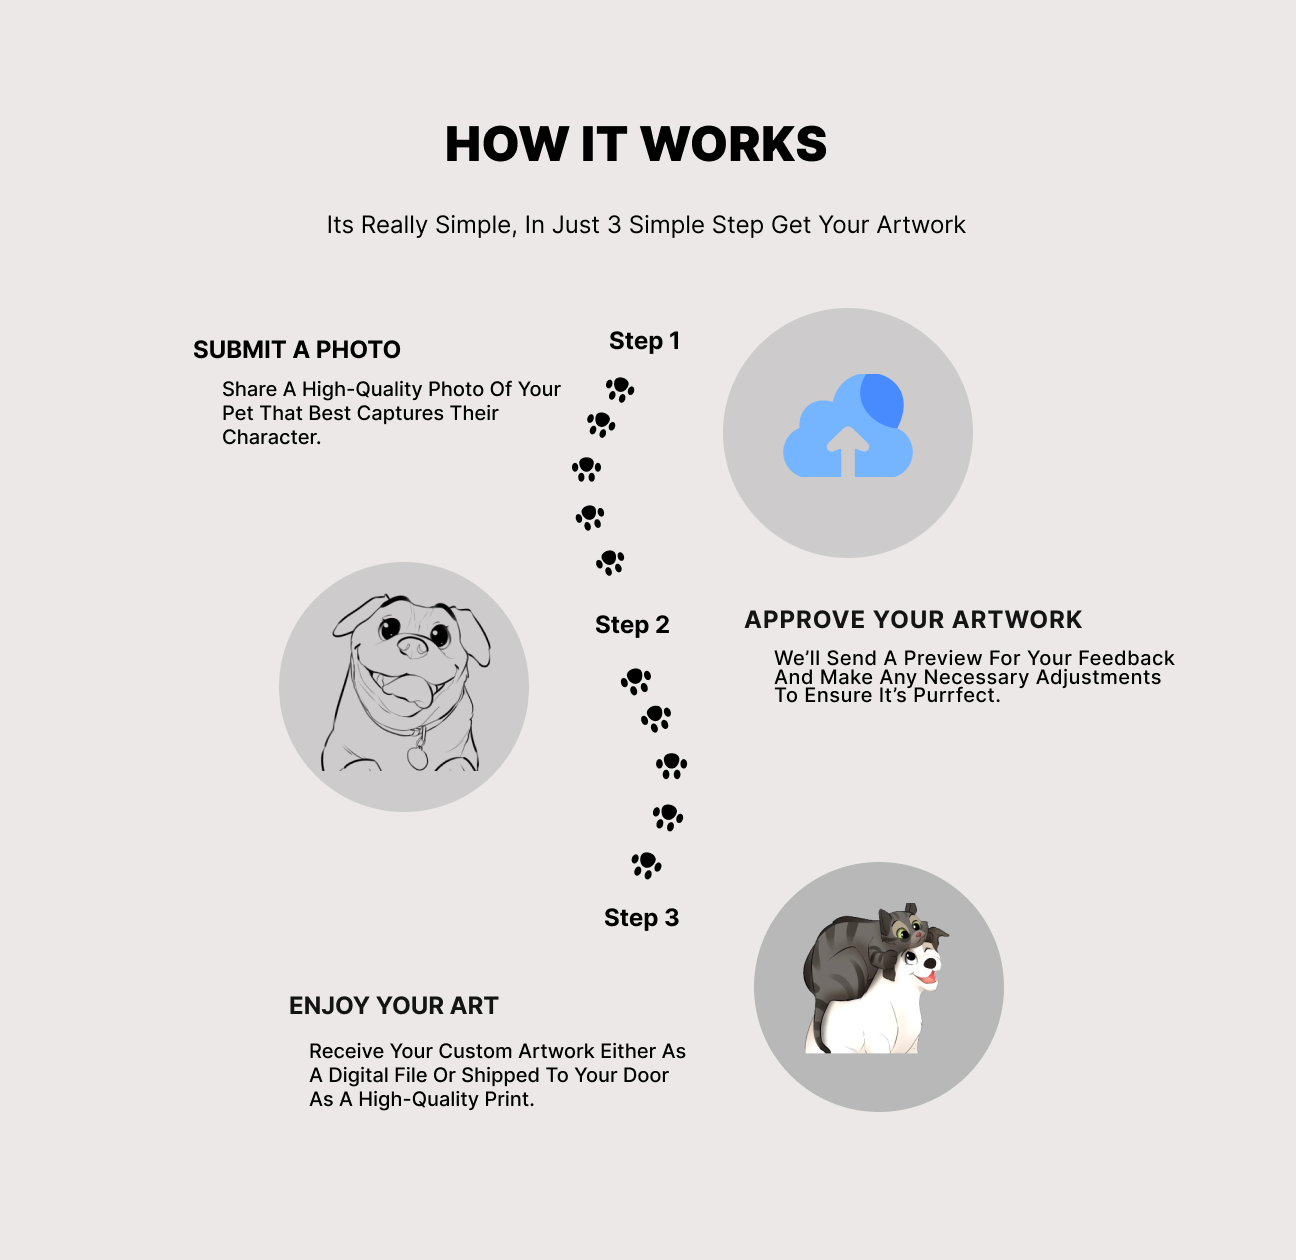 HOW IT WORKS
Its Really Simple, In Just 3 Simple Step Get Your Artwork
Step 1
SUBMIT A PHOTO
Share A High-Quality Photo Of Your
Pet That Best Captures Their
Character.
Step 2
APPROVE YOUR ARTWORK
We’ll Send A Preview For Your Feedback
And Make Any Necessary Adjustments
To Ensure It’s Purrfect.
Step 3
ENJOY YOUR ART
Receive Your Custom Artwork Either As
A Digital File Or Shipped To Your Door
As A High-Quality Print.